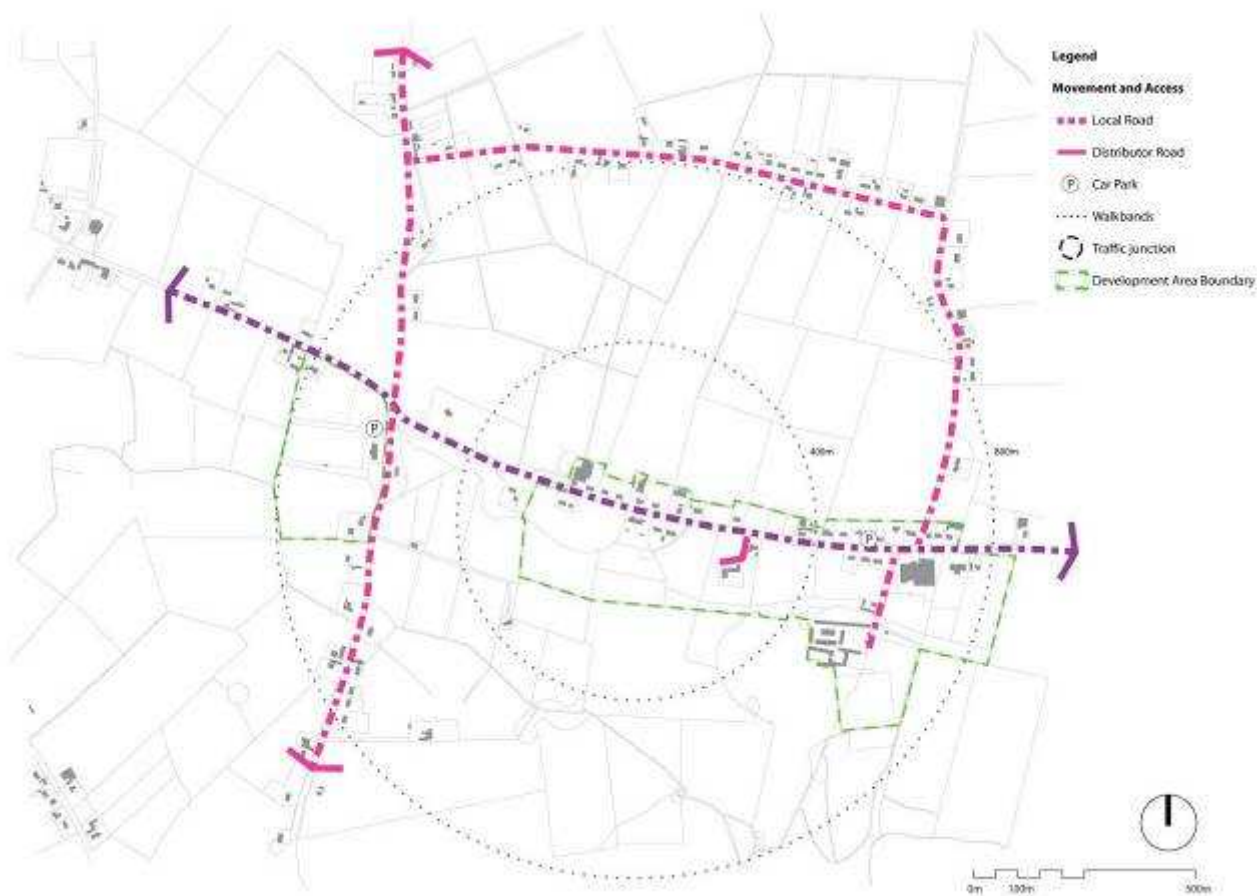 Legend
Movement and Access
Local Road
Distributor Road
P Car Park
Walkbands
Traffic junction
Development Area Boundary
P
400m
800m
P
0m 100m 500m